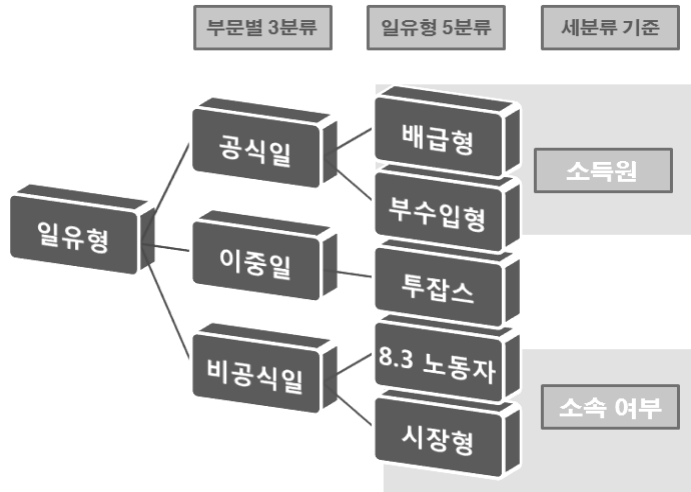 부문별 3분류
일유형 5분류
세분류 기준
일유형
공식일
이중일
비공식일
배급형
부수입형
투잡스
8.3 노동자
시장형
소득원
소속 여부